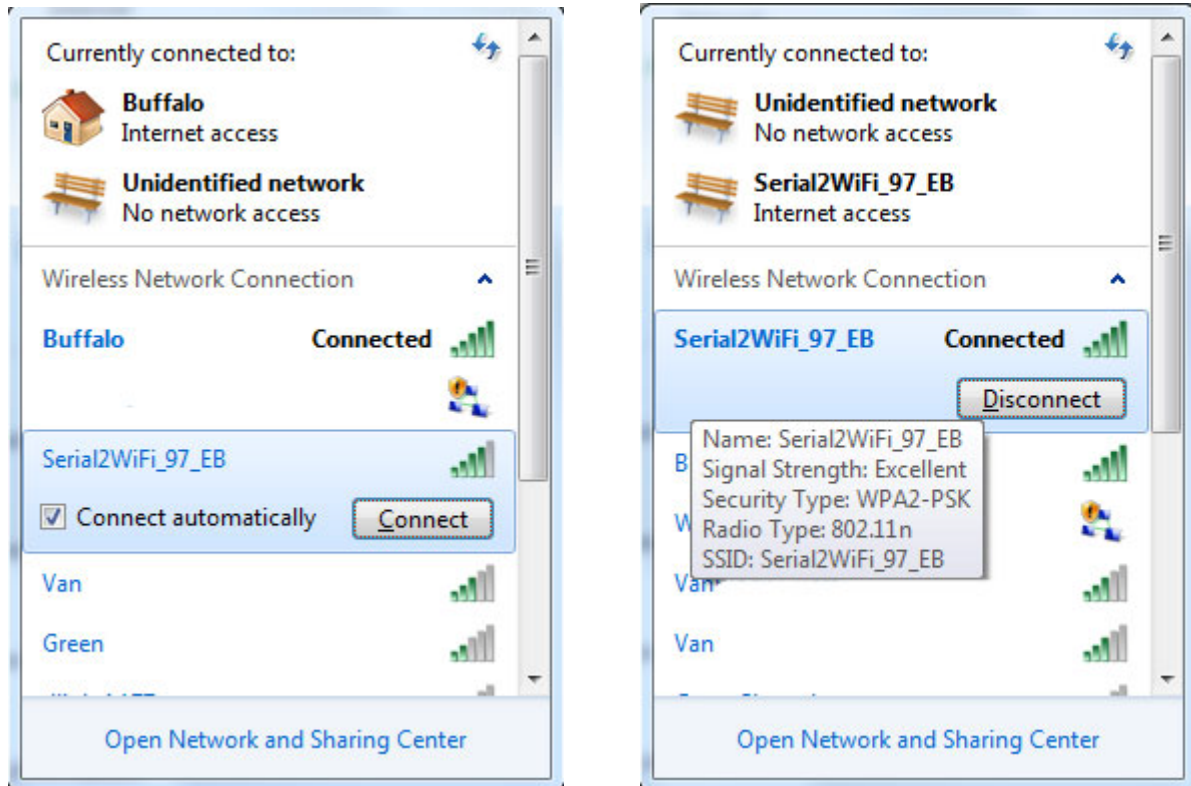 Currently connected to:
Buffalo
Internet access
Unidentified network
No network access
Wireless Network Connection
Buffalo Connected
Serial2WiFi_97_EB
Connect automatically Connect
Van
Green
Open Network and Sharing Center
Currently connected to:
Unidentified network
No network access
Serial2WiFi_97_EB
Internet access
Wireless Network Connection
Serial2WiFi_97_EB Connected
Disconnect
Name: Serial2WiFi_97_EB
Signal Strength: Excellent
Security Type: WPA2-PSK
Radio Type: 802.11n
SSID: Serial2WiFi_97_EB
B
W
Van
Van
Open Network and Sharing Center